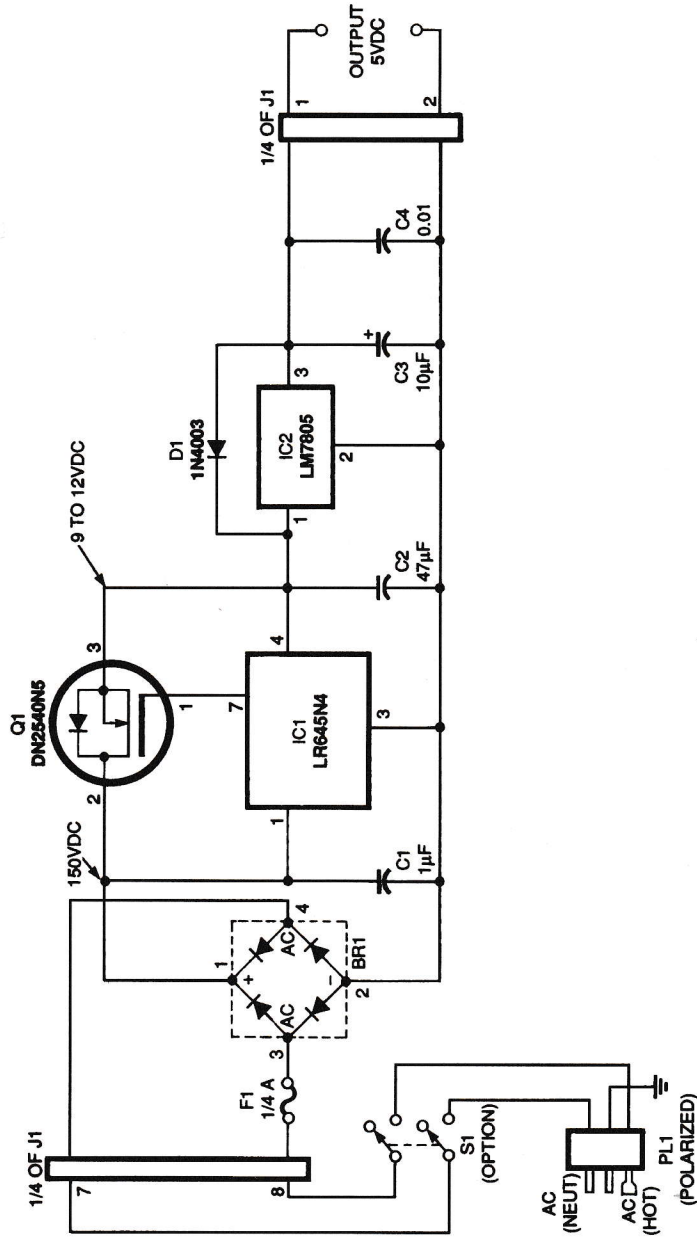 1/4 OF J1
7
8
F1
1/4 A
3
1
+
AC
AC
4
−
BR1
2
S1
(OPTION)
AC
(NEUT)
AC
(HOT)
PL1
(POLARIZED)
150VDC
C1
1µF
Q1
DN2540N5
2
3
1
7
IC1
LR645N4
1
4
3
9 TO 12VDC
C2
47µF
D1
1N4003
IC2
LM7805
1
3
2
+
C3
10µF
C4
0.01
1/4 OF J1
1
2
OUTPUT
5VDC